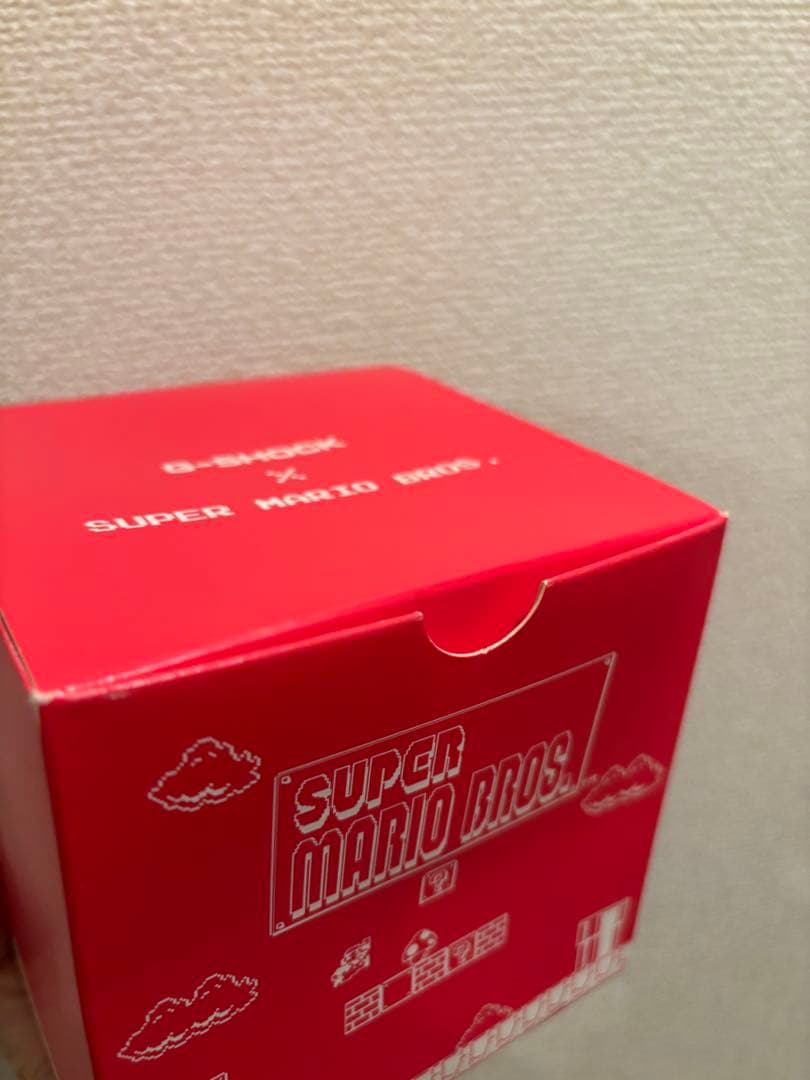 G-SHOCK
×
SUPER MARIO BROS.
SUPER
MARIO BROS.
?
?